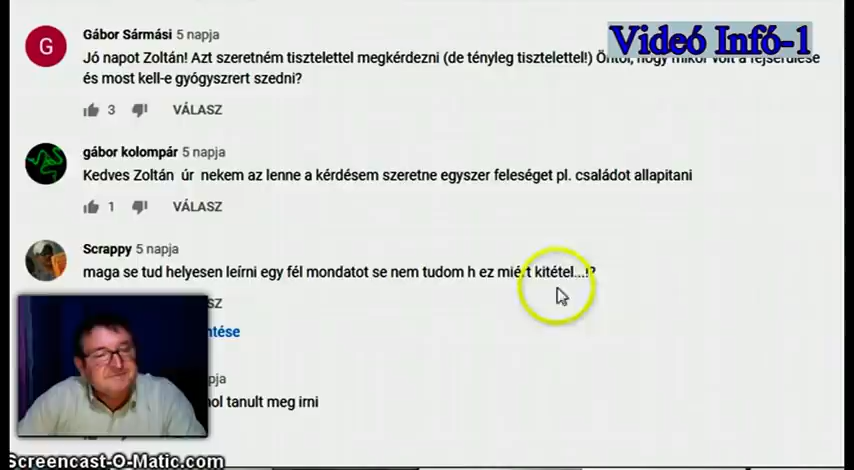 Gábor Sármási 5 napja
Videó Infó-1
Jó napot Zoltán! Azt szeretném tisztelettel megkérdezni (de tényleg tisztelettel!) Öntől, hogy mikor volt a fejsérülése
és most kell-e gyógyszrert szedni?
3 VÁLASZ
gábor kolompár 5 napja
Kedves Zoltán úr nekem az lenne a kérdésem szeretne egyszer feleséget pl. családot allapitani
1 VÁLASZ
Scrappy 5 napja
maga se tud helyesen leírni egy fél mondatot se nem tudom h ez miért kitétel...!?
SZ
ntése
pja
hol tanult meg irni
Screencast-O-Matic.com